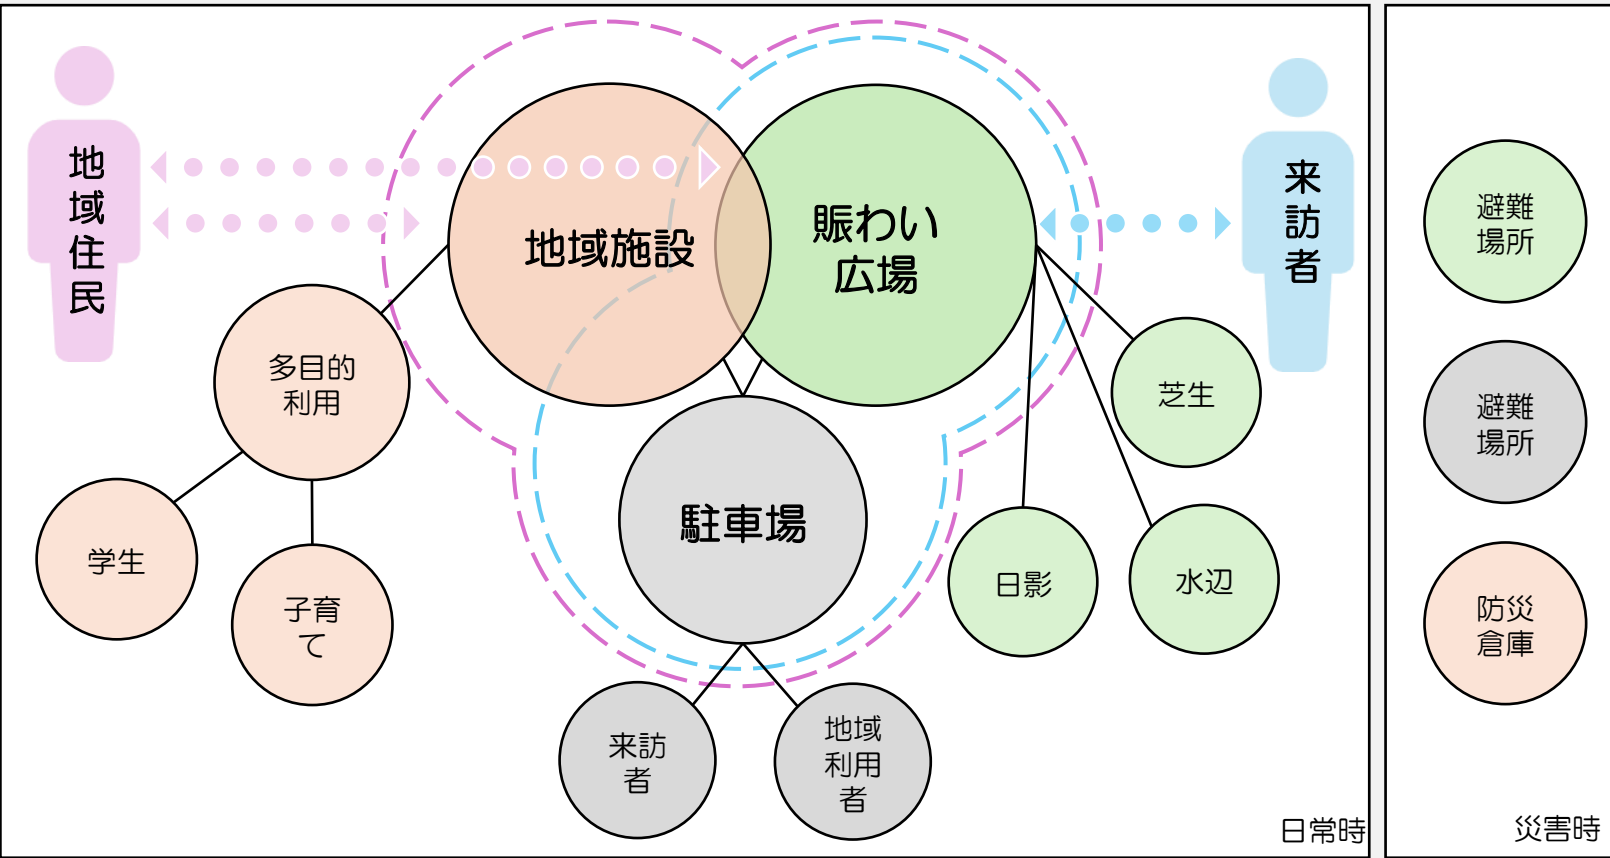 地域住民
地域施設
賑わい
広場
来訪者
多目的
利用
学生
子育
て
駐車場
芝生
日影
水辺
来訪
者
地域
利用
者
日常時
避難
場所
避難
場所
防災
倉庫
災害時